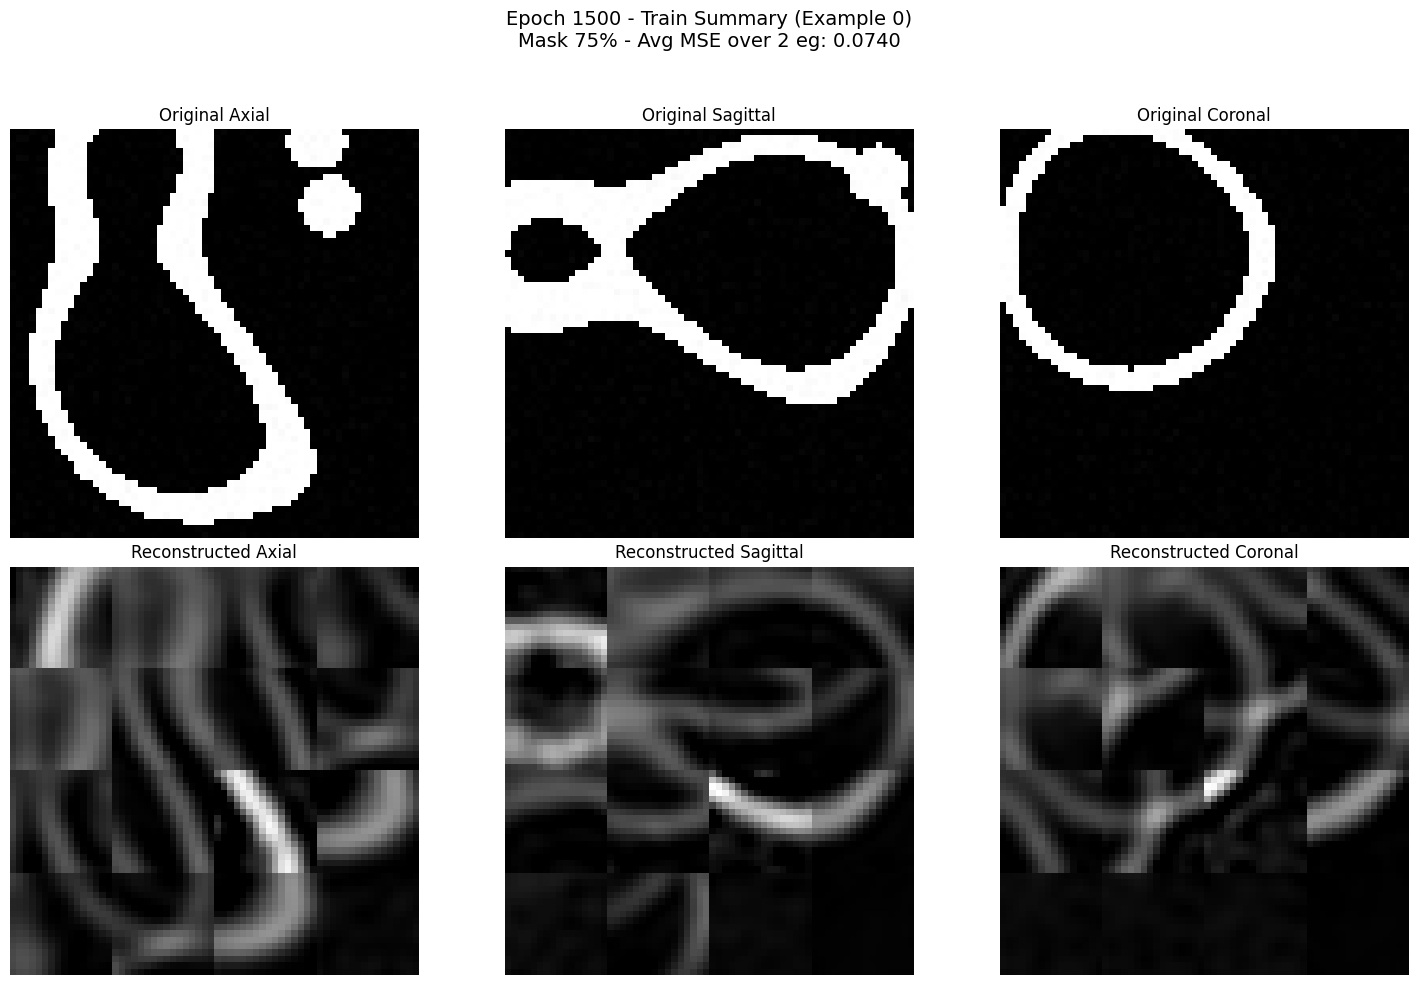 Epoch 1500 - Train Summary (Example 0)
Mask 75% - Avg MSE over 2 eg: 0.0740
Original Axial
Original Sagittal
Original Coronal
Reconstructed Axial
Reconstructed Sagittal
Reconstructed Coronal